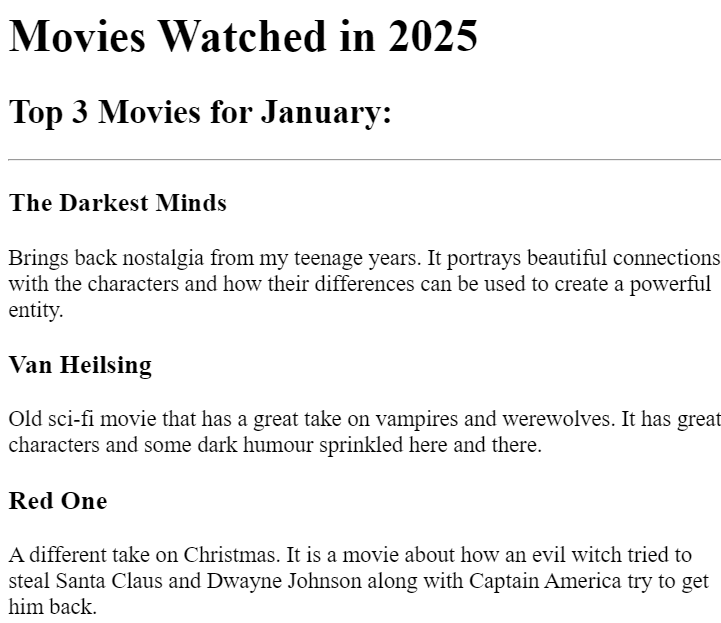 Movies Watched in 2025
Top 3 Movies for January:
The Darkest Minds
Brings back nostalgia from my teenage years. It portrays beautiful connections
with the characters and how their differences can be used to create a powerful
entity.
Van Heilsing
Old sci-fi movie that has a great take on vampires and werewolves. It has great
characters and some dark humour sprinkled here and there.
Red One
A different take on Christmas. It is a movie about how an evil witch tried to
steal Santa Claus and Dwayne Johnson along with Captain America try to get
him back.